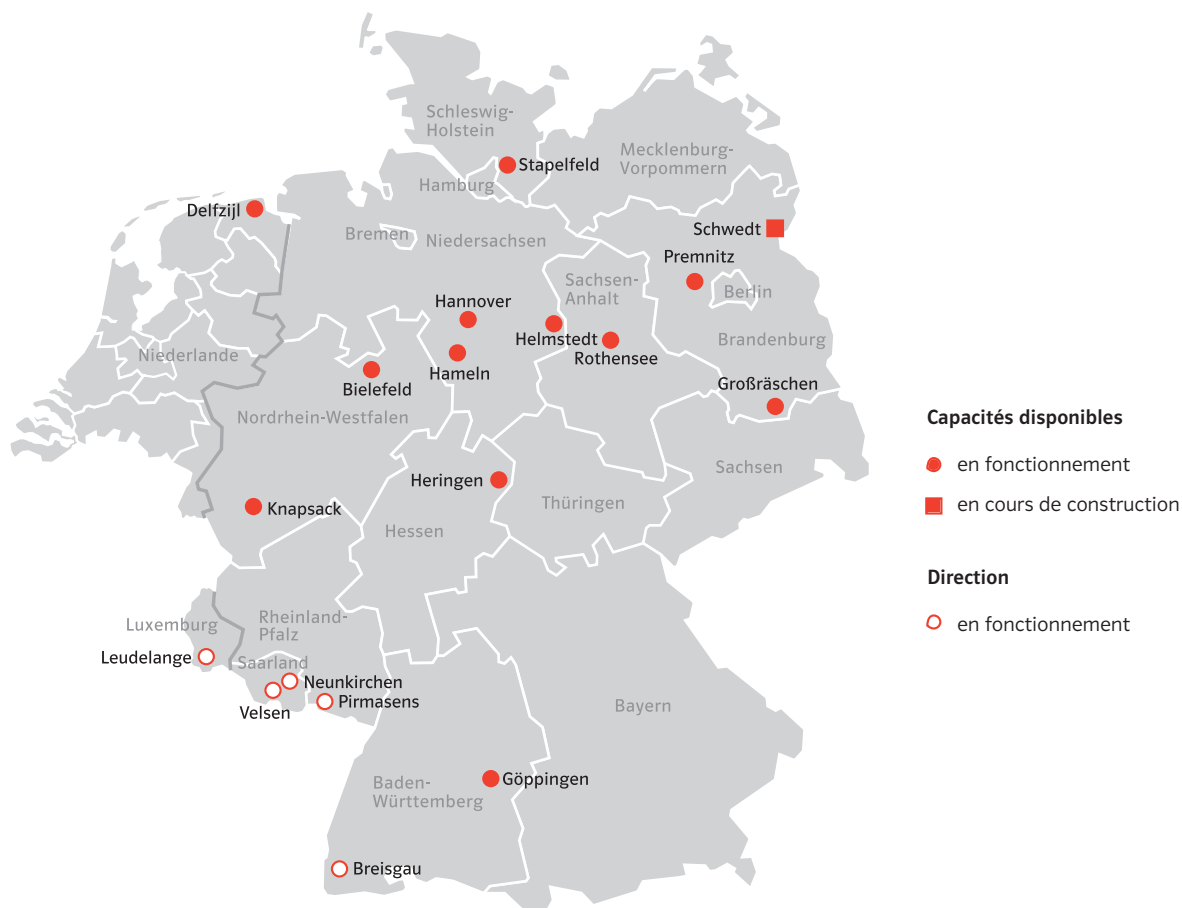 Schleswig-
Holstein
Mecklenburg-
Vorpommern
Stapelfeld
Hamburg
Delfzijl
Bremen
Niedersachsen
Schwedt
Premnitz
Sachsen-
Anhalt
Berlin
Hannover
Helmstedt
Rothensee
Brandenburg
Niederlande
Hameln
Bielefeld
Großräschen
Nordrhein-Westfalen
Sachsen
Heringen
Thüringen
Knapsack
Hessen
Rheinland-
Pfalz
Luxemburg
Leudelange
Saarland
Neunkirchen
Pirmasens
Velsen
Bayern
Göppingen
Baden-
Württemberg
Breisgau
Capacités disponibles
en fonctionnement
en cours de construction
Direction
en fonctionnement